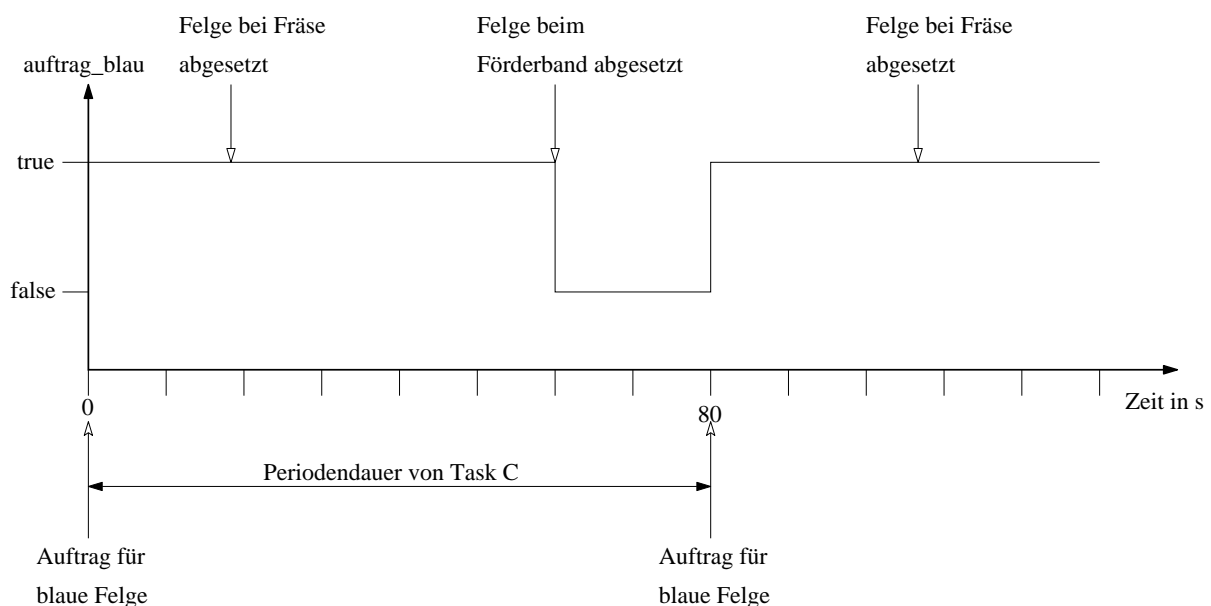 Felge bei Fräse
abgesetzt
Felge beim
Förderband abgesetzt
Felge bei Fräse
abgesetzt
auftrag_blau
true
false
0
80
Zeit in s
Periodendauer von Task C
Auftrag für
blaue Felge
Auftrag für
blaue Felge